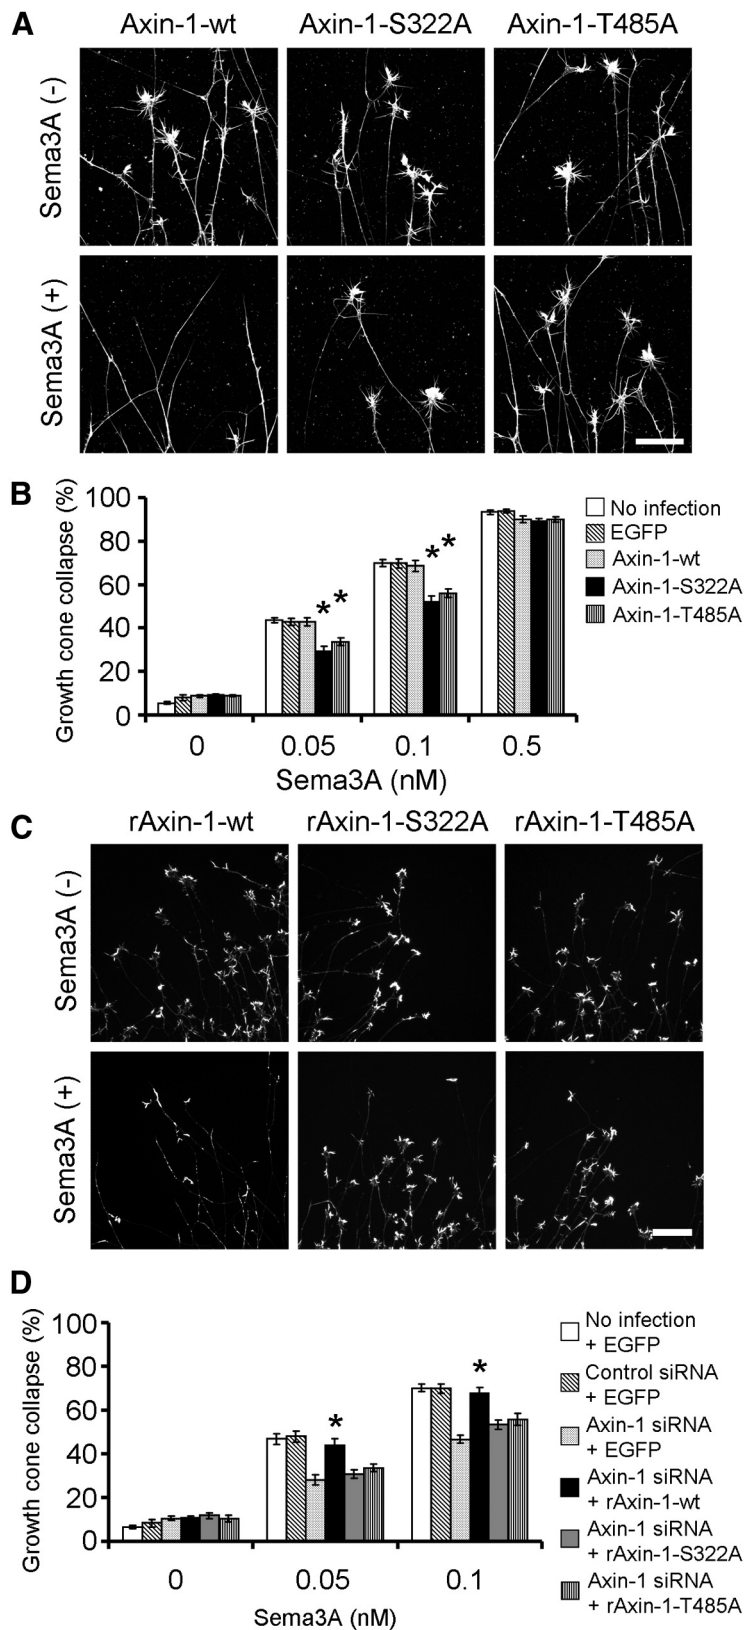 A
Axin-1-wt
Axin-1-S322A
Axin-1-T485A
Sema3A (-)
Sema3A (+)
B
Growth cone collapse (%)
100
80
60
40
20
0
* *
* *
0
0.05
0.1
0.5
Sema3A (nM)
No infection
EGFP
Axin-1-wt
Axin-1-S322A
Axin-1-T485A
C
rAxin-1-wt
rAxin-1-S322A
rAxin-1-T485A
Sema3A (-)
Sema3A (+)
D
Growth cone collapse (%)
100
80
60
40
20
0
*
*
0
0.05
0.1
Sema3A (nM)
No infection
+ EGFP
Control siRNA
+ EGFP
Axin-1 siRNA
+ EGFP
Axin-1 siRNA
+ rAxin-1-wt
Axin-1 siRNA
+ rAxin-1-S322A
Axin-1 siRNA
+ rAxin-1-T485A